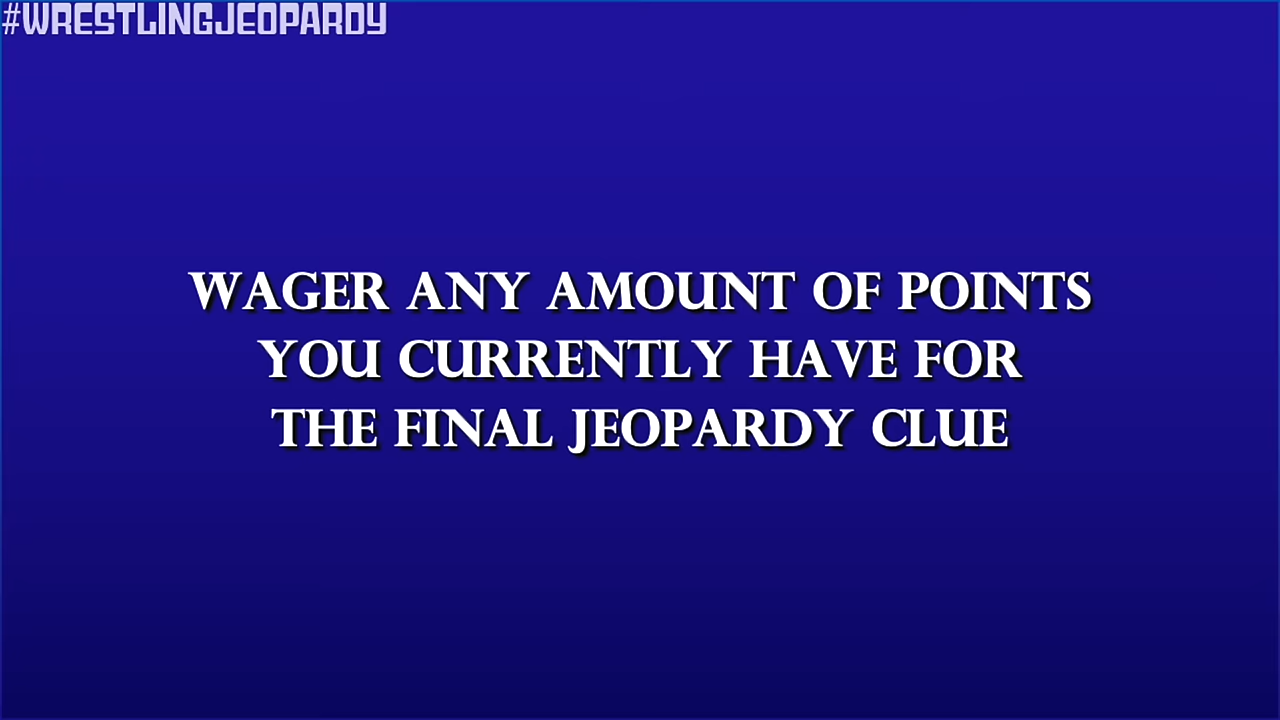 #WRESTLINGJEOPARDY
WAGER ANY AMOUNT OF POINTS
YOU CURRENTLY HAVE FOR
THE FINAL JEOPARDY CLUE